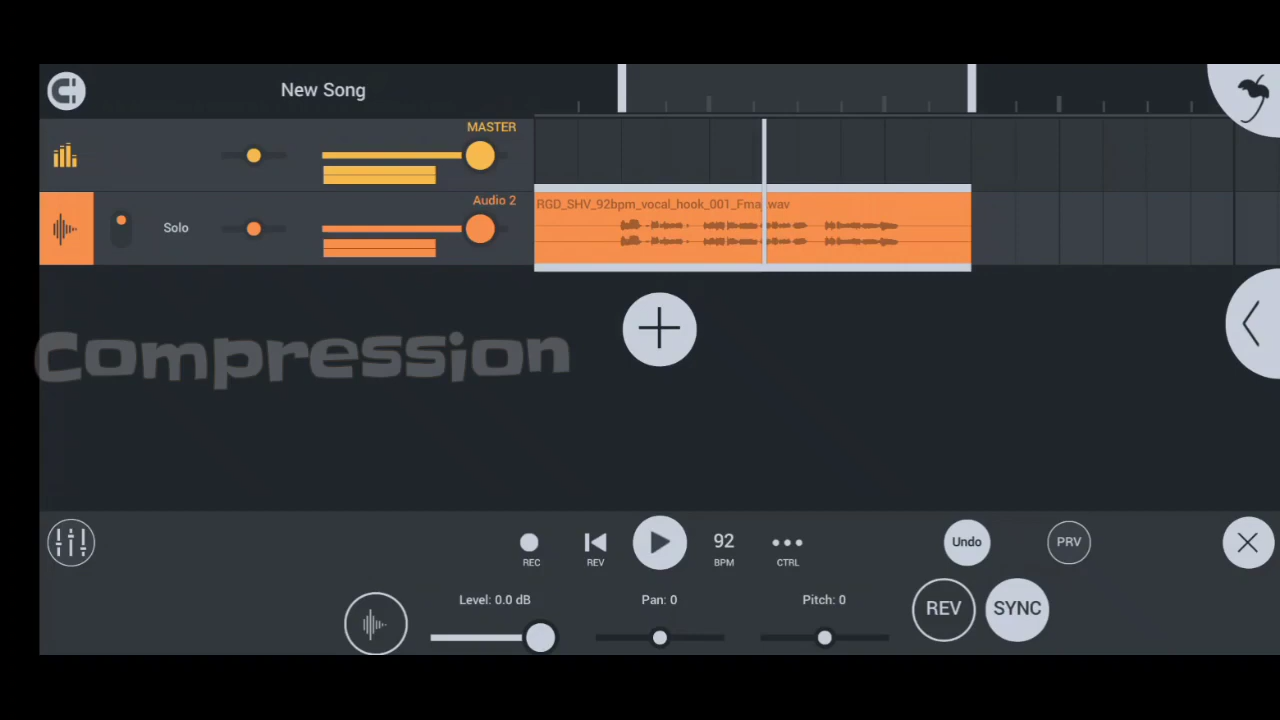 New Song
MASTER
Audio 2
Solo
RGD_SHV_92bpm_vocal_hook_001_Fmaj.wav
Compression
92
Undo
PRV
REC
REV
BPM
CTRL
Level: 0.0 dB
Pan: 0
Pitch: 0
REV
SYNC